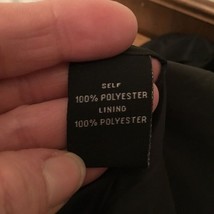 SELF
100% POLYESTER
LINING
100% POLYESTER